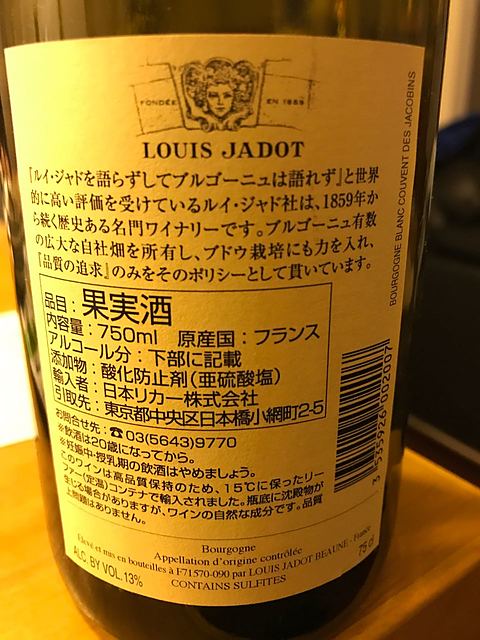 FONDÉE EN 1859
LOUIS JADOT
『ルイ・ジャドを語らずしてブルゴーニュは語れず』と世界
的に高い評価を受けているルイ・ジャド社は、1859年か
ら続く歴史ある名門ワイナリーです。ブルゴーニュ有数
の広大な自社畑を所有し、ブドウ栽培にも力を入れ、
『品質の追求』のみをそのポリシーとして貫いています。
品目：果実酒
内容量：750ml 原産国：フランス
アルコール分：下部に記載
添加物：酸化防止剤(亜硫酸塩)
輸入者：日本リカー株式会社
引取先：東京都中央区日本橋小網町2-5
お問合せ先：☎03(5643)9770
※飲酒は20歳になってから。
※妊娠中・授乳期の飲酒はやめましょう。
このワインは高品質保持のため、15℃に保ったリー
ファー(定温)コンテナで輸入されました。瓶底に沈殿物が
生じる場合がありますが、ワインの自然な成分です。品質
上問題はありません。
Bourgogne
Appellation d'origine contrôlée
Elevé et mis en bouteilles à F71570-090 par LOUIS JADOT BEAUNE - France
ALC. BY VOL. 13% CONTAINS SULFITES 75 cl
BOURGOGNE BLANC COUVENT DES JACOBINS
3 535926 002007